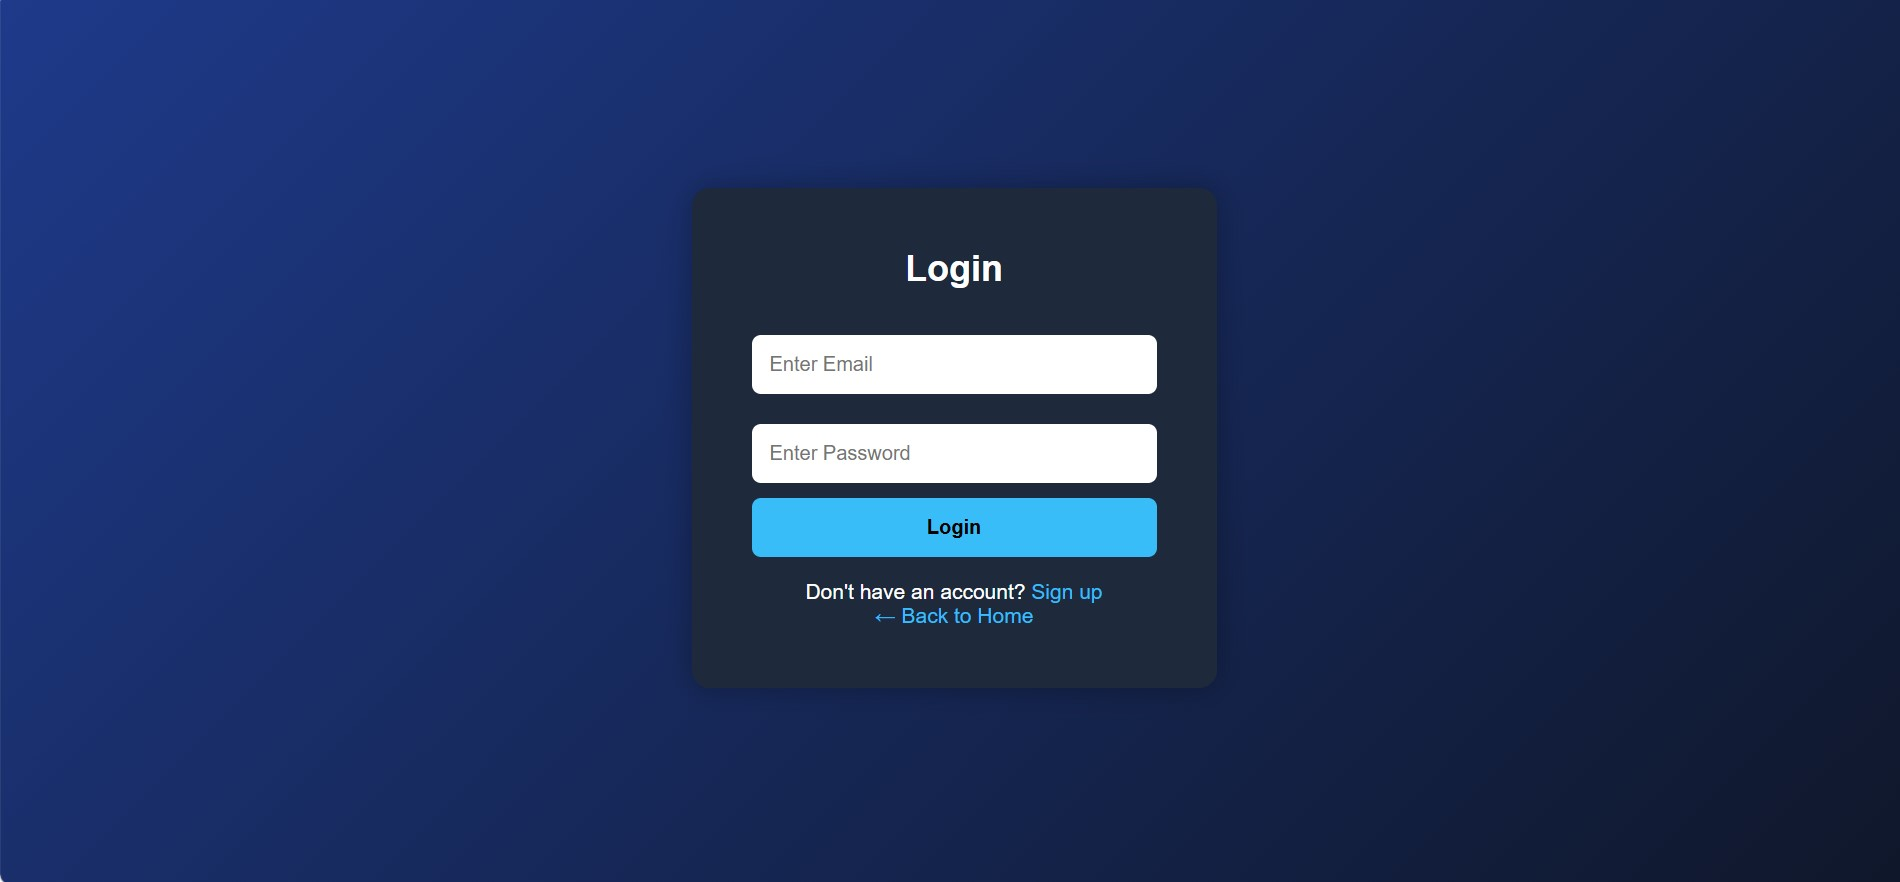 Login
Enter Email
Enter Password
Login
Don't have an account? Sign up
← Back to Home